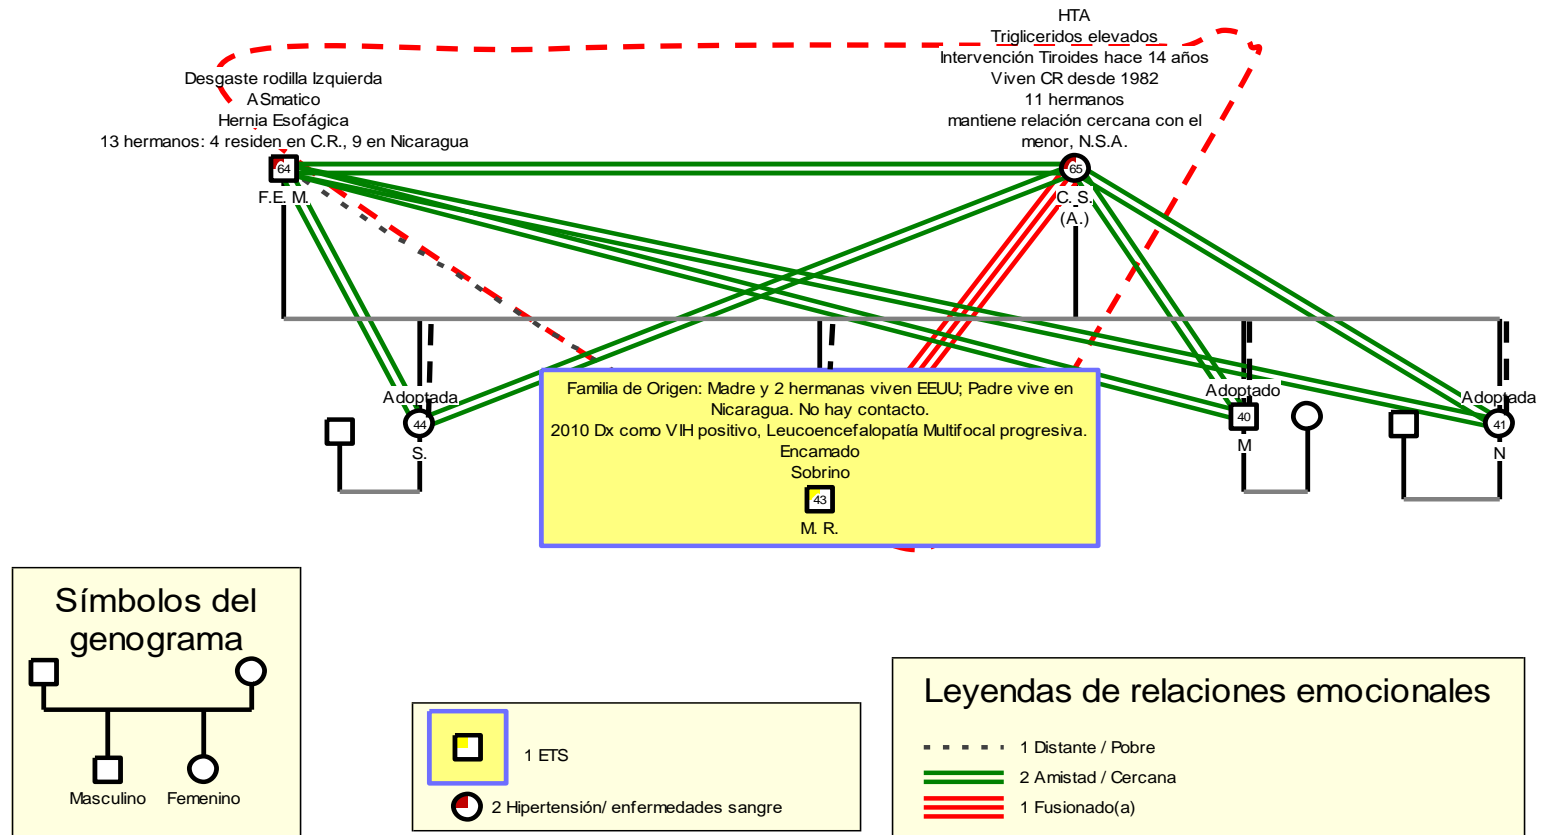 HTA
Trigliceridos elevados
Intervención Tiroides hace 14 años
Viven CR desde 1982
11 hermanos
mantiene relación cercana con el
menor, N.S.A.
Desgaste rodilla Izquierda
ASmatico
Hernia Esofágica
13 hermanos: 4 residen en C.R., 9 en Nicaragua
64
F.E. M.
65
C. S.
(A.)
Adoptada
44
S.
Familia de Origen: Madre y 2 hermanas viven EEUU; Padre vive en
Nicaragua. No hay contacto.
2010 Dx como VIH positivo, Leucoencefalopatía Multifocal progresiva.
Encamado
Sobrino
43
M. R.
Adoptado
40
M
Adoptada
41
N
Símbolos del
genograma
Masculino Femenino
1 ETS
2 Hipertensión/ enfermedades sangre
Leyendas de relaciones emocionales
1 Distante / Pobre
2 Amistad / Cercana
1 Fusionado(a)